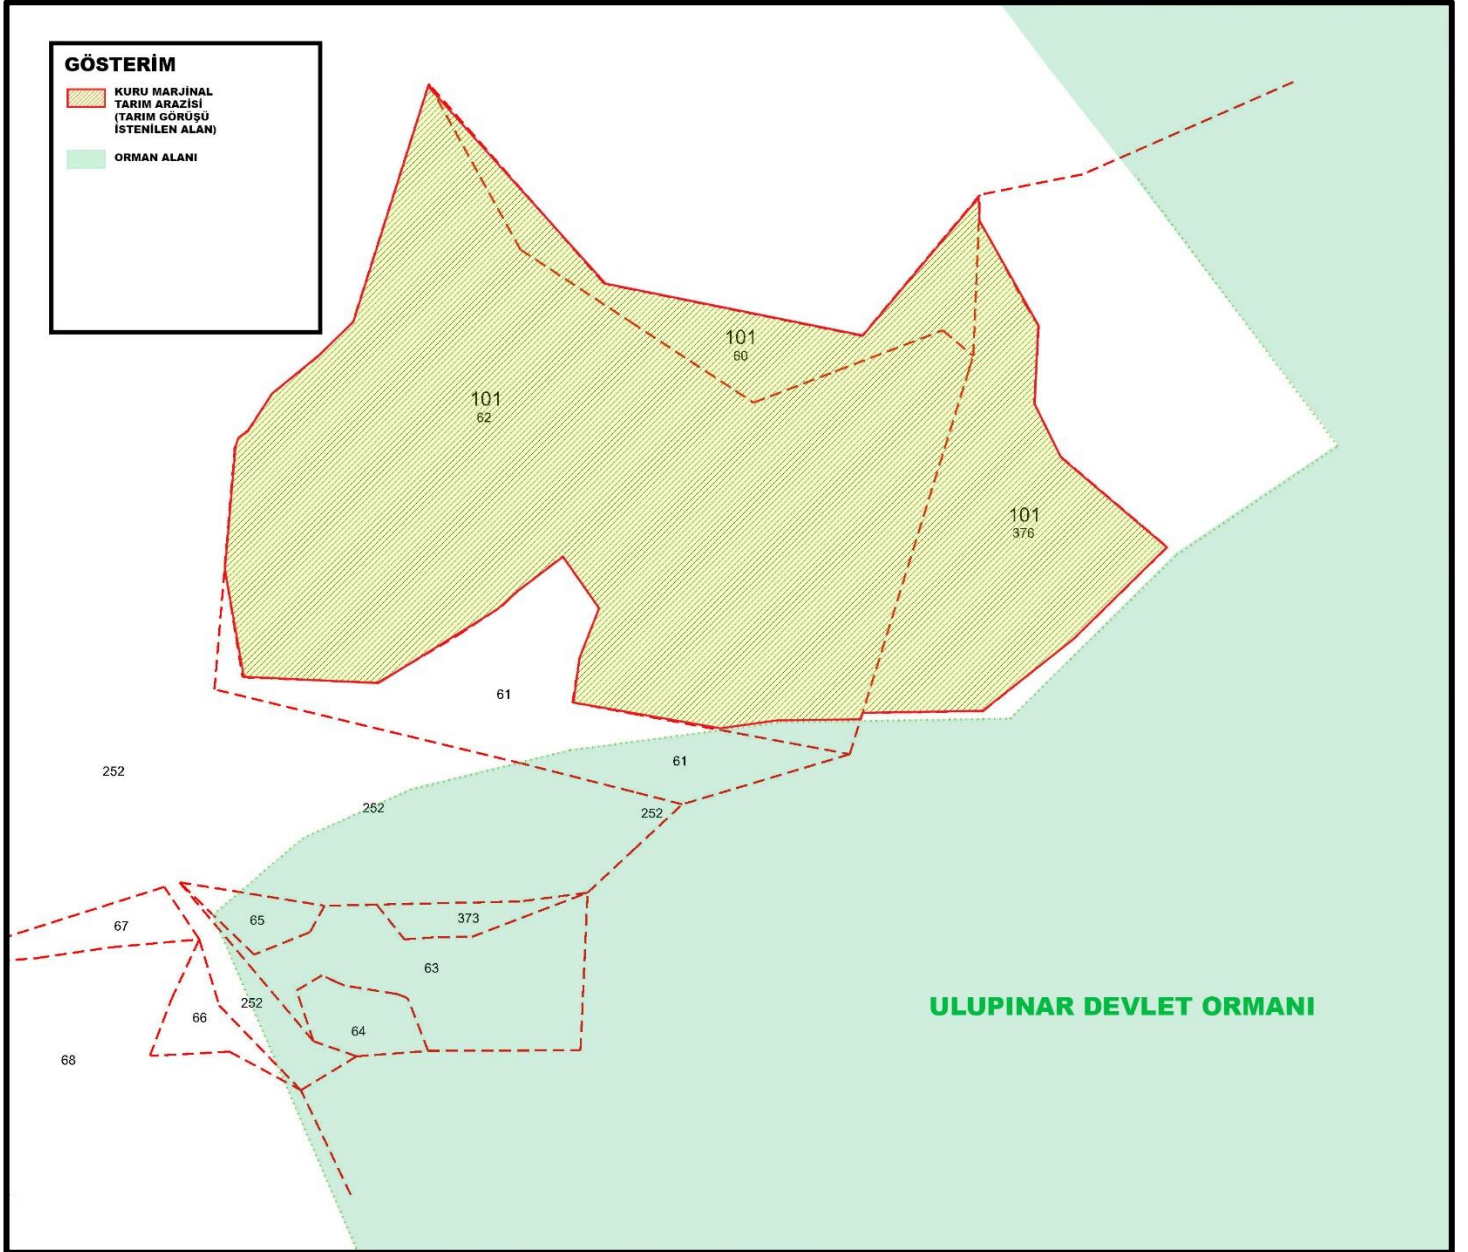 GÖSTERİM
KURU MARJİNAL
TARIM ARAZİSİ
(TARIM GÖRÜŞÜ
İSTENİLEN ALAN)
ORMAN ALANI
101
60
101
62
101
376
61
61
252
252
252
65
373
67
63
252
66
64
68
ULUPINAR DEVLET ORMANI